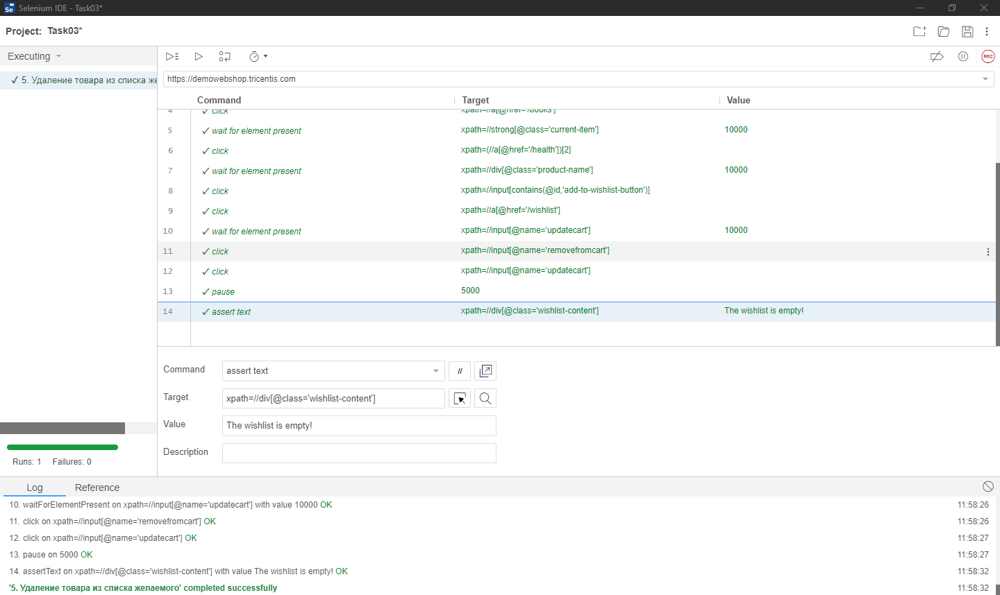 Se Selenium IDE - Task03*
Project: Task03*
Executing
✓ 5. Удаление товара из списка же
https://demowebshop.tricentis.com
Command Target Value
4 ✓ click xpath=//a[@href='/books']
5 ✓ wait for element present xpath=//strong[@class='current-item'] 10000
6 ✓ click xpath=(//a[@href='/health'])[2]
7 ✓ wait for element present xpath=//div[@class='product-name'] 10000
8 ✓ click xpath=//input[contains(@id,'add-to-wishlist-button')]
9 ✓ click xpath=//a[@href='/wishlist']
10 ✓ wait for element present xpath=//input[@name='updatecart'] 10000
11 ✓ click xpath=//input[@name='removefromcart']
12 ✓ click xpath=//input[@name='updatecart']
13 ✓ pause 5000
14 ✓ assert text xpath=//div[@class='wishlist-content'] The wishlist is empty!
REC
Command assert text //
Target xpath=//div[@class='wishlist-content']
Value The wishlist is empty!
Description
Runs: 1 Failures: 0
Log Reference
10. waitForElementPresent on xpath=//input[@name='updatecart'] with value 10000 OK 11:58:26
11. click on xpath=//input[@name='removefromcart'] OK 11:58:26
12. click on xpath=//input[@name='updatecart'] OK 11:58:27
13. pause on 5000 OK 11:58:27
14. assertText on xpath=//div[@class='wishlist-content'] with value The wishlist is empty! OK 11:58:32
'5. Удаление товара из списка желаемого' completed successfully 11:58:32